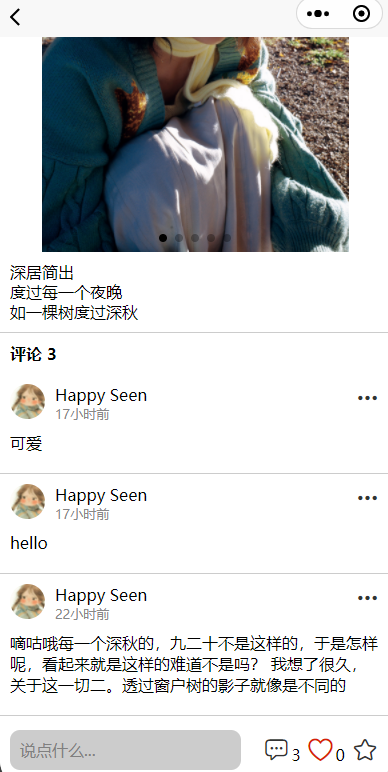 深居简出
度过每一个夜晚
如一棵树度过深秋
评论 3
Happy Seen
17小时前
可爱
Happy Seen
17小时前
hello
Happy Seen
22小时前
嘀咕哦每一个深秋的，九二十不是这样的，于是怎样
呢，看起来就是这样的难道不是吗？ 我想了很久，
关于这一切二。透过窗户树的影子就像是不同的
说点什么...
3
0